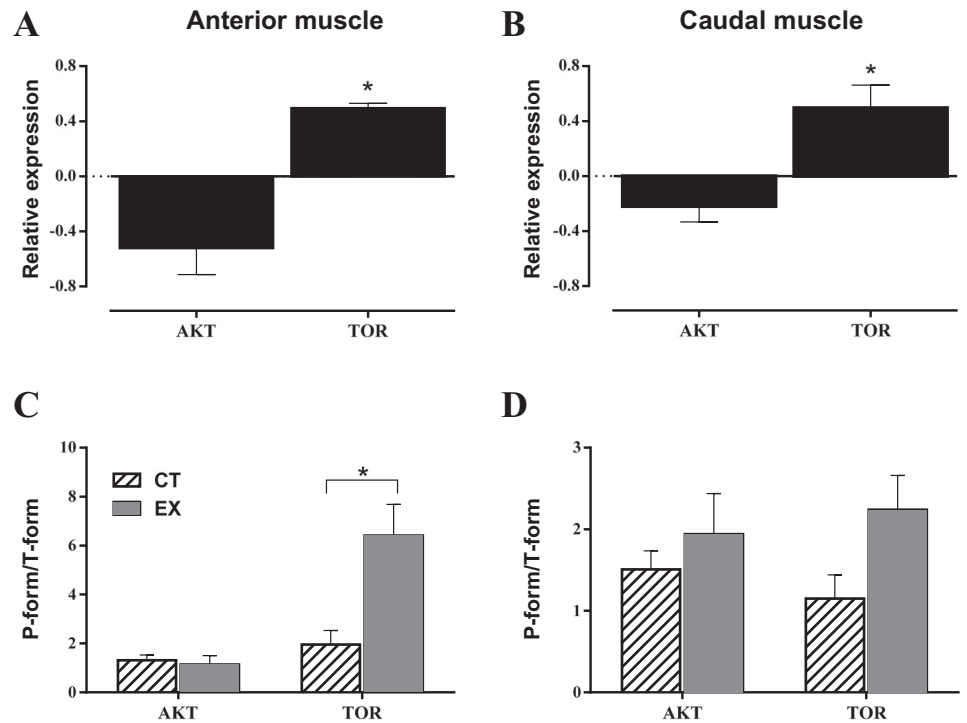 A Anterior muscle
Relative expression
0.8
0.4
0.0
-0.4
-0.8
*
AKT TOR
B Caudal muscle
Relative expression
0.8
0.4
0.0
-0.4
-0.8
*
AKT TOR
C
P-form/T-form
10
8
6
4
2
0
CT
EX
*
AKT TOR
D
P-form/T-form
3
2
1
0
AKT TOR